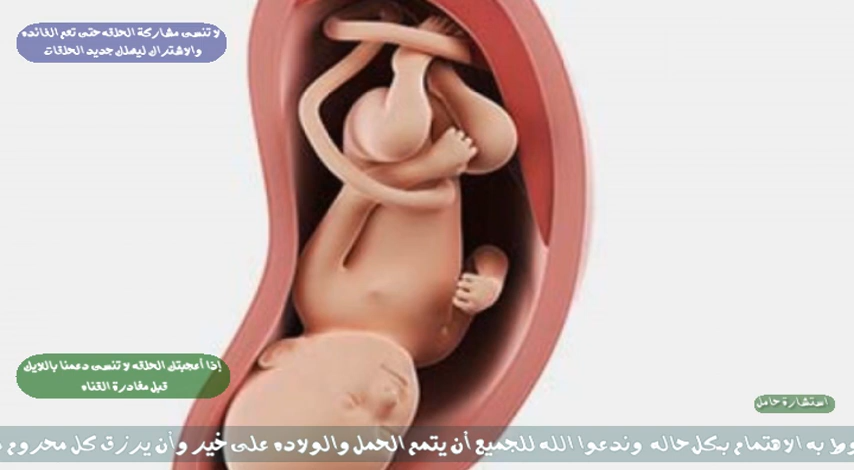 لا تنسى مشاركة الحلقه حتى تعم الفائده
والاشتراك ليصلك جديد الحلقات
إذا أعجبتك الحلقه لا تنسى دعمنا باللايك
قبل مغادرة القناه
استشارة حامل
وط به الاهتمام بكل حاله وندعوا الله للجميع أن يتمم الحمل والولاده على خير وأن يرزق كل محروم